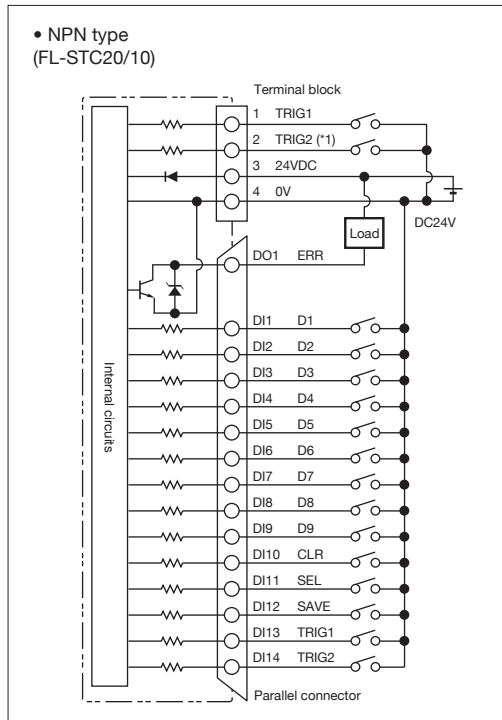 • NPN type
(FL-STC20/10)
Terminal block
1 TRIG1
2 TRIG2 (*1)
3 24VDC
4 0V
DC24V
Load
DO1 ERR
DI1 D1
DI2 D2
DI3 D3
DI4 D4
DI5 D5
DI6 D6
DI7 D7
DI8 D8
DI9 D9
DI10 CLR
DI11 SEL
DI12 SAVE
DI13 TRIG1
DI14 TRIG2
Internal circuits
Parallel connector